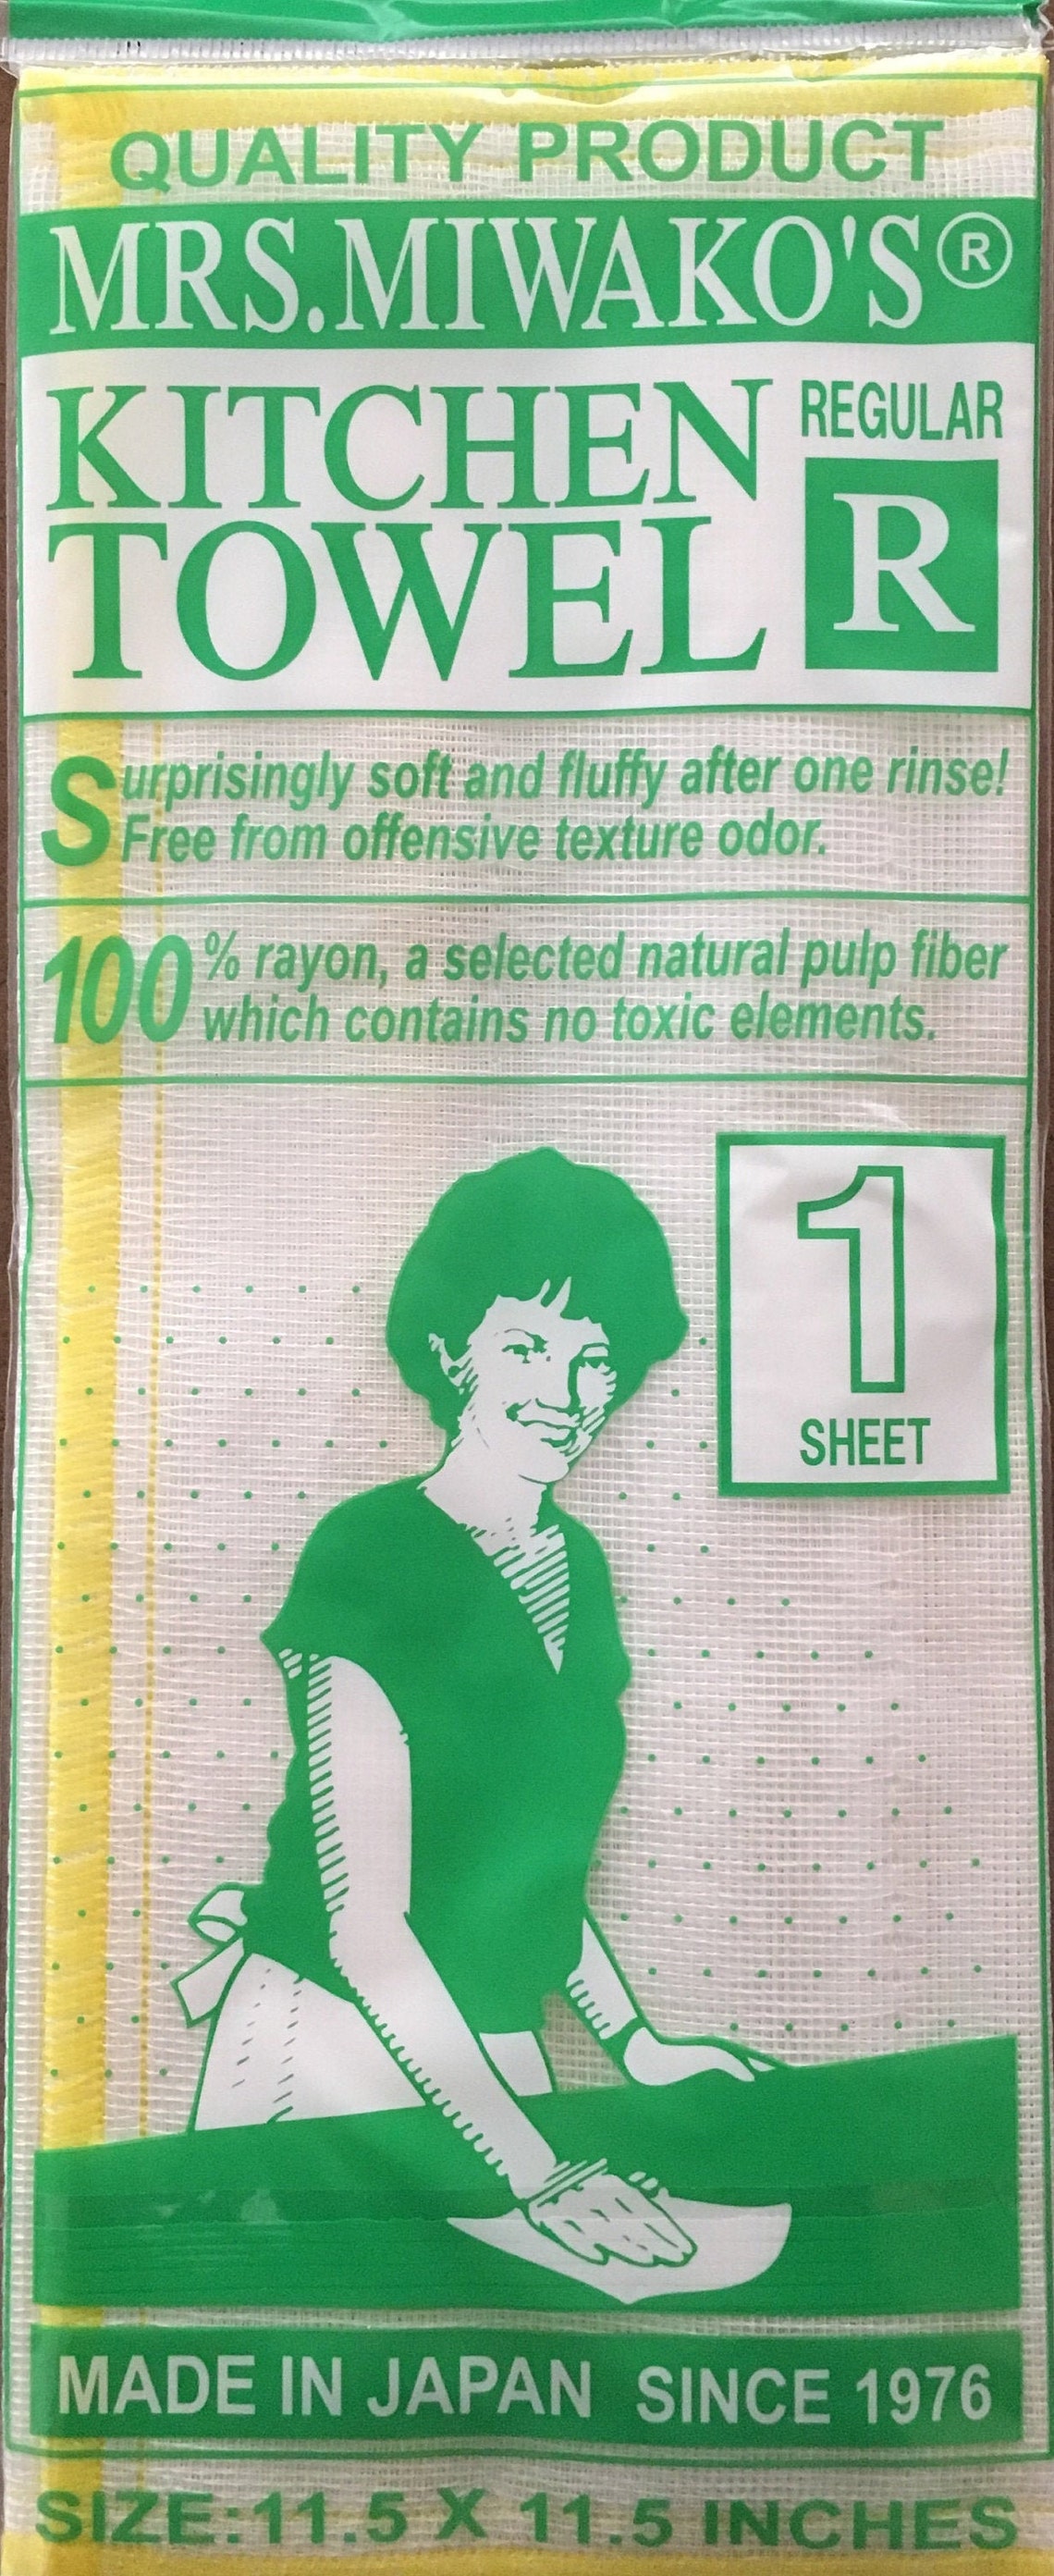 QUALITY PRODUCT
MRS.MIWAKO'S®
KITCHEN
TOWEL
REGULAR
R
Surprisingly soft and fluffy after one rinse!
Free from offensive texture odor.
100% rayon, a selected natural pulp fiber
which contains no toxic elements.
1
SHEET
MADE IN JAPAN SINCE 1976
SIZE:11.5 X 11.5 INCHES